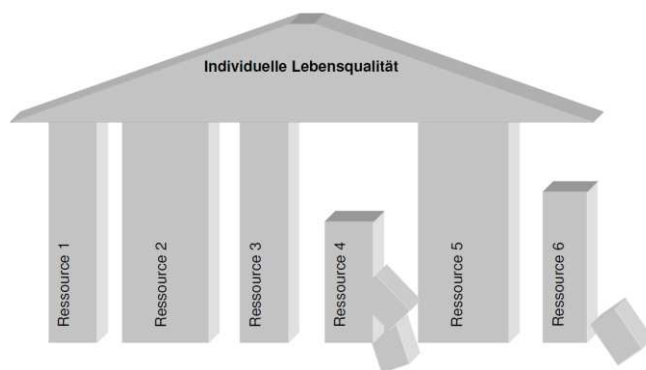 Individuelle Lebensqualität
Ressource 1
Ressource 2
Ressource 3
Ressource 4
Ressource 5
Ressource 6